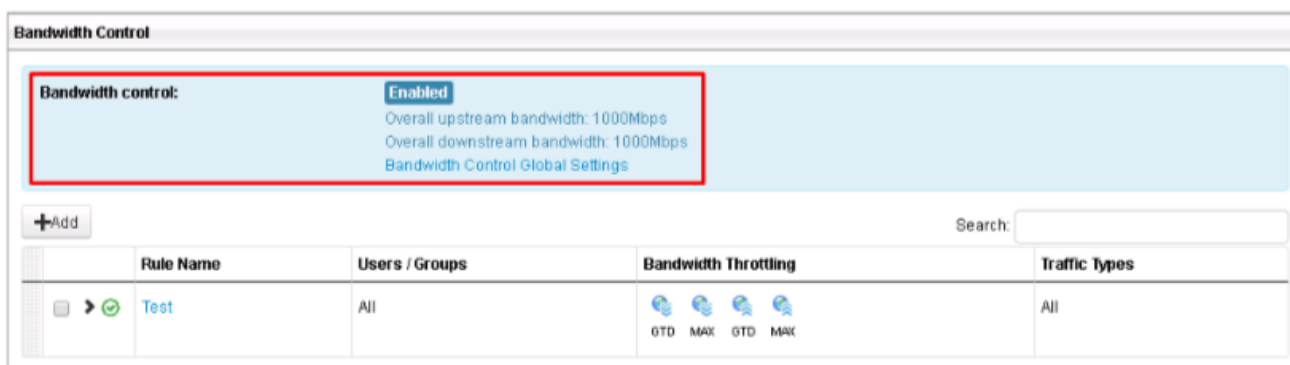 Bandwidth Control
Bandwidth control: Enabled
Overall upstream bandwidth: 1000Mbps
Overall downstream bandwidth: 1000Mbps
Bandwidth Control Global Settings
+Add Search:
Rule Name Users / Groups Bandwidth Throttling Traffic Types
Test All All
GTD MAX GTD MAX